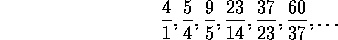 4/1, 5/4, 9/5, 23/14, 37/23, 60/37, …